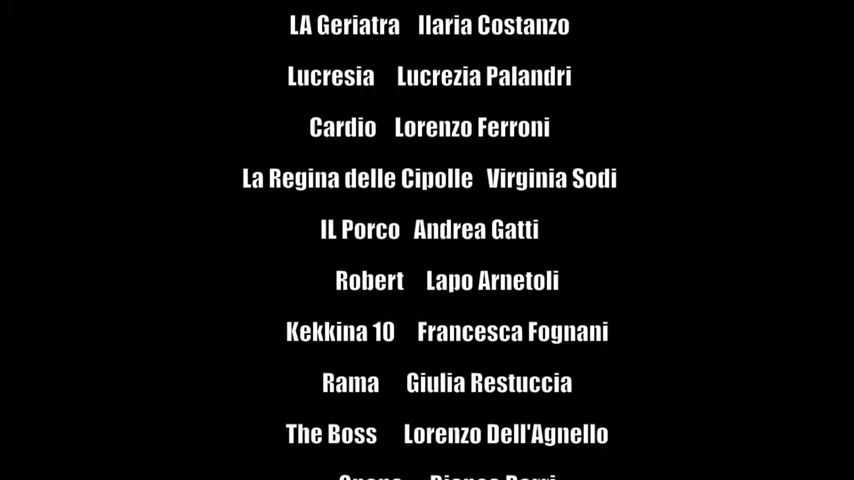 LA Geriatra Ilaria Costanzo
Lucresia Lucrezia Palandri
Cardio Lorenzo Ferroni
La Regina delle Cipolle Virginia Sodi
IL Porco Andrea Gatti
Robert Lapo Arnetoli
Kekkina 10 Francesca Fognani
Rama Giulia Restuccia
The Boss Lorenzo Dell'Agnello